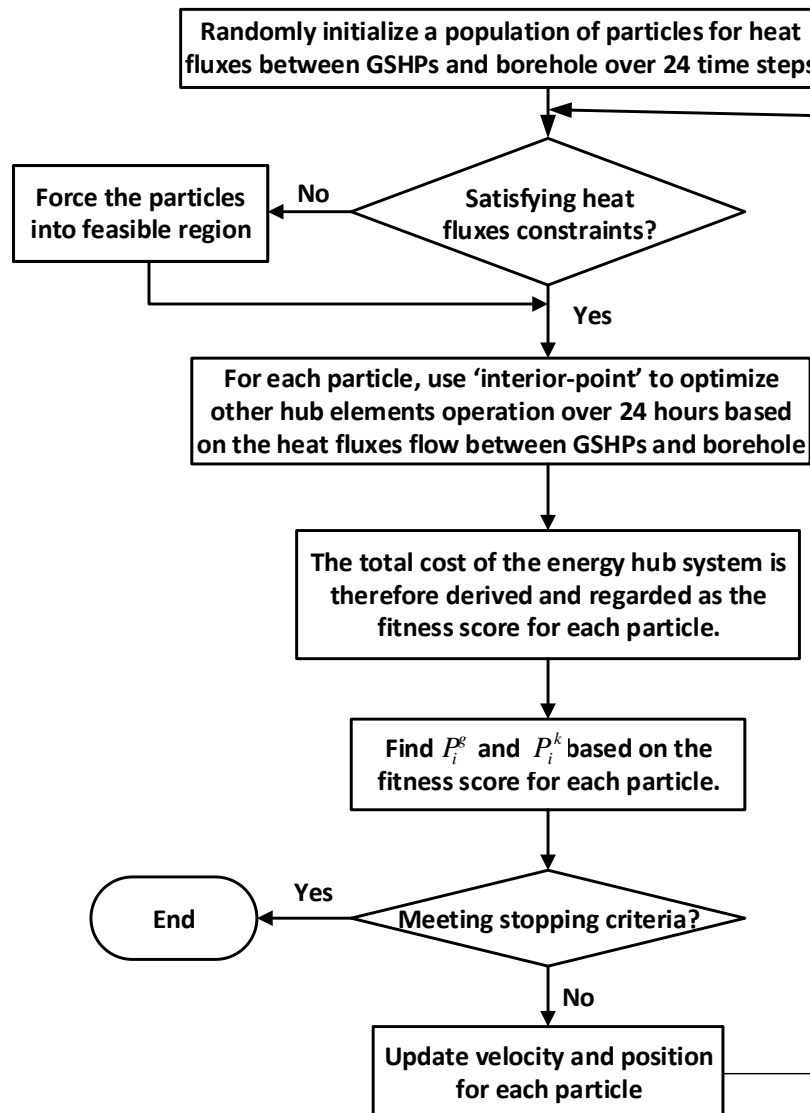 Randomly initialize a population of particles for heat
fluxes between GSHPs and borehole over 24 time steps
Satisfying heat
fluxes constraints?
No
Force the particles
into feasible region
Yes
For each particle, use ‘interior-point’ to optimize
other hub elements operation over 24 hours based
on the heat fluxes flow between GSHPs and borehole
The total cost of the energy hub system is
therefore derived and regarded as the
fitness score for each particle.
Find P_i^g and P_i^k based on the
fitness score for each particle.
Meeting stopping criteria?
Yes
End
No
Update velocity and position
for each particle